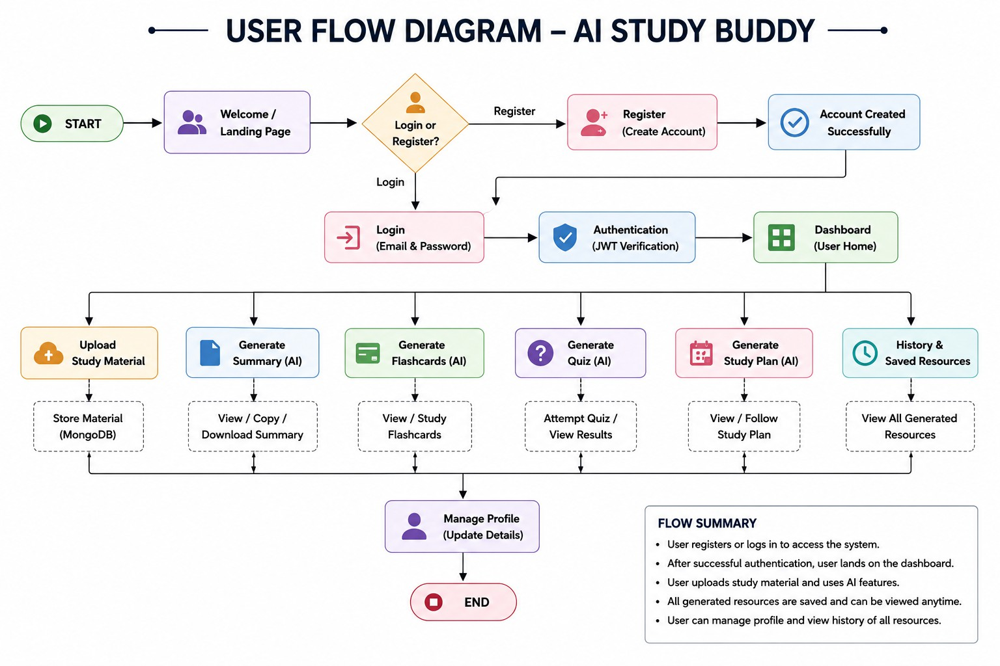 USER FLOW DIAGRAM – AI STUDY BUDDY
START
Welcome /
Landing Page
Login or
Register?
Register
Register
(Create Account)
Account Created
Successfully
Login
Login
(Email & Password)
Authentication
(JWT Verification)
Dashboard
(User Home)
Upload
Study Material
Generate
Summary (AI)
Generate
Flashcards (AI)
Generate
Quiz (AI)
Generate
Study Plan (AI)
History &
Saved Resources
Store Material
(MongoDB)
View / Copy /
Download Summary
View / Study
Flashcards
Attempt Quiz /
View Results
View / Follow
Study Plan
View All Generated
Resources
Manage Profile
(Update Details)
END
FLOW SUMMARY
• User registers or logs in to access the system.
• After successful authentication, user lands on the dashboard.
• User uploads study material and uses AI features.
• All generated resources are saved and can be viewed anytime.
• User can manage profile and view history of all resources.